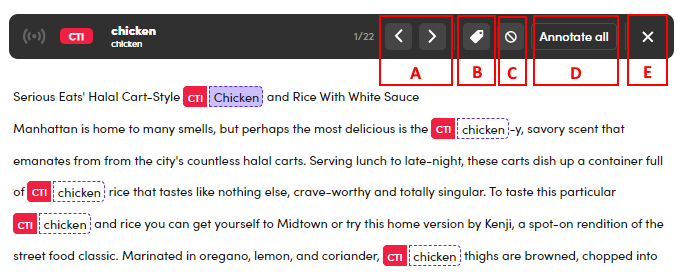 CTI chicken 1/22 Annotate all
chicken
A B C D E
Serious Eats' Halal Cart-Style CTI Chicken and Rice With White Sauce
Manhattan is home to many smells, but perhaps the most delicious is the CTI chicken-y, savory scent that
emanates from from the city's countless halal carts. Serving lunch to late-night, these carts dish up a container full
of CTI chicken rice that tastes like nothing else, crave-worthy and totally singular. To taste this particular
CTI chicken and rice you can get yourself to Midtown or try this home version by Kenji, a spot-on rendition of the
street food classic. Marinated in oregano, lemon, and coriander, CTI chicken thighs are browned, chopped into